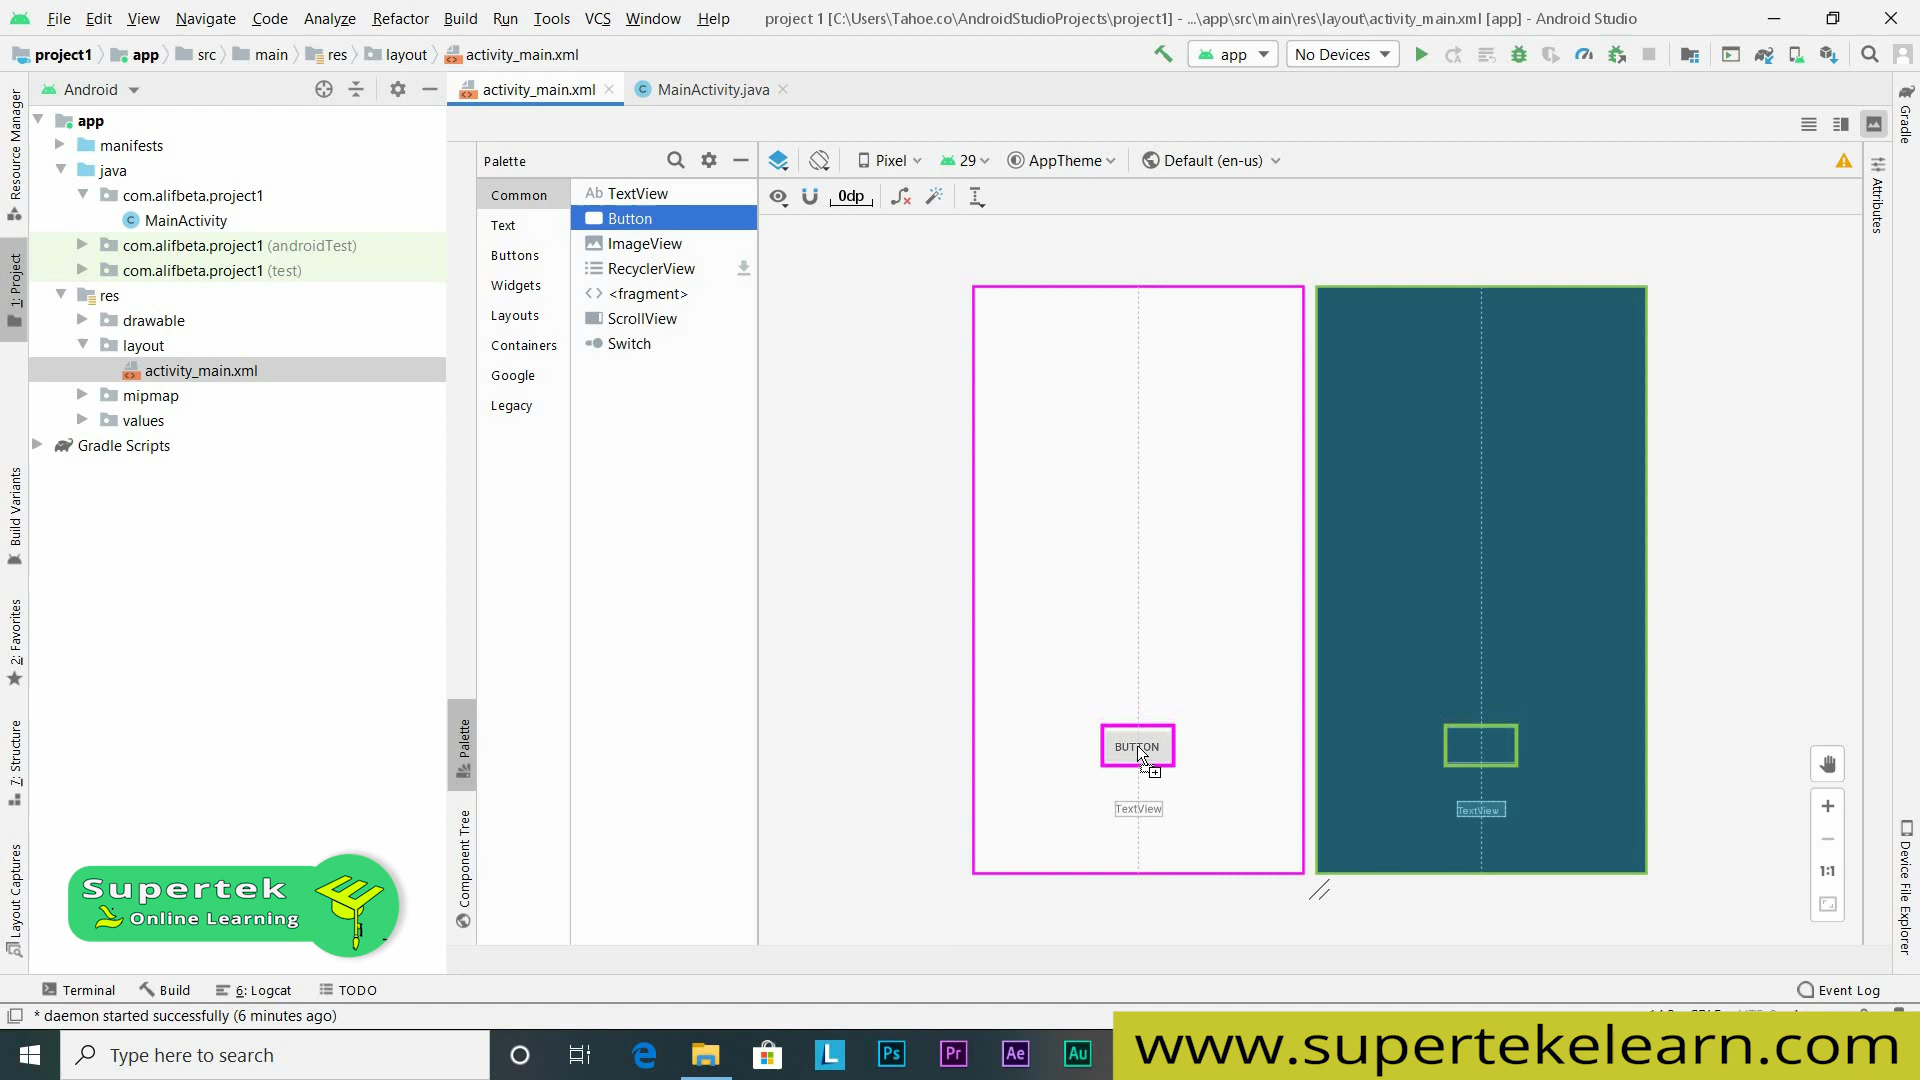 File Edit View Navigate Code Analyze Refactor Build Run Tools VCS Window Help project 1 [C:\Users\Tahoe.co\AndroidStudioProjects\project1] - ...\app\src\main\res\layout\activity_main.xml [app] - Android Studio
project1 app src main res layout activity_main.xml app No Devices
Android activity_main.xml MainActivity.java
app
manifests
java
com.alifbeta.project1
MainActivity
com.alifbeta.project1 (androidTest)
com.alifbeta.project1 (test)
res
drawable
layout
activity_main.xml
mipmap
values
Gradle Scripts
Resource Manager
1: Project
Build Variants
2: Favorites
7: Structure
Layout Captures
Palette
Common
Text
Buttons
Widgets
Layouts
Containers
Google
Legacy
Ab TextView
Button
ImageView
RecyclerView
<fragment>
ScrollView
Switch
Palette
Component Tree
Pixel 29 AppTheme Default (en-us)
0dp
BUTTON
TextView
TextView
1:1
Gradle
Attributes
Device File Explorer
Supertek
Online Learning
Terminal Build 6: Logcat TODO Event Log
* daemon started successfully (6 minutes ago)
Type here to search
L Ps Pr Ae Au
www.supertekelearn.com